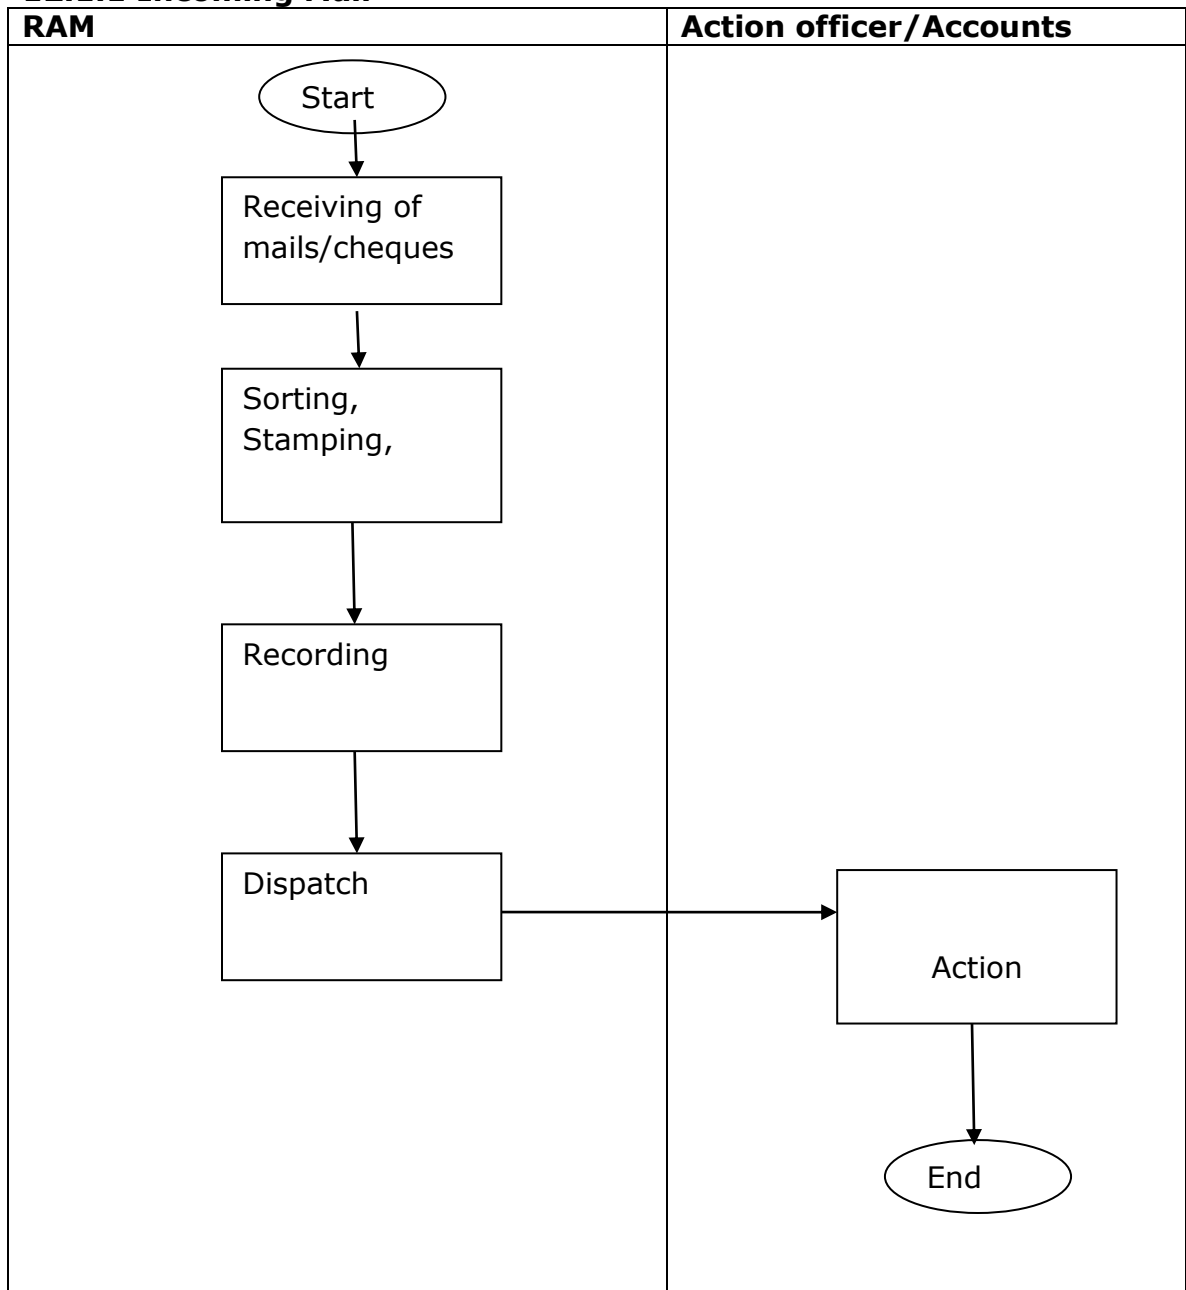 RAM
Action officer/Accounts
Start
Receiving of
mails/cheques
Sorting,
Stamping,
Recording
Dispatch
Action
End